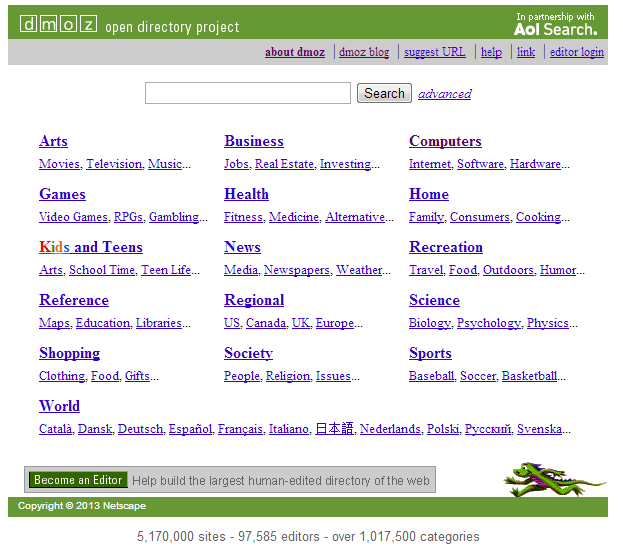 dmoz open directory project
In partnership with
Aol Search.
about dmoz | dmoz blog | suggest URL | help | link | editor login
Search advanced
Arts Business Computers
Movies, Television, Music... Jobs, Real Estate, Investing... Internet, Software, Hardware...
Games Health Home
Video Games, RPGs, Gambling... Fitness, Medicine, Alternative... Family, Consumers, Cooking...
Kids and Teens News Recreation
Arts, School Time, Teen Life... Media, Newspapers, Weather... Travel, Food, Outdoors, Humor...
Reference Regional Science
Maps, Education, Libraries... US, Canada, UK, Europe... Biology, Psychology, Physics...
Shopping Society Sports
Clothing, Food, Gifts... People, Religion, Issues... Baseball, Soccer, Basketball...
World
Català, Dansk, Deutsch, Español, Français, Italiano, 日本語, Nederlands, Polski, Русский, Svenska...
Become an Editor Help build the largest human-edited directory of the web
Copyright © 2013 Netscape
5,170,000 sites - 97,585 editors - over 1,017,500 categories